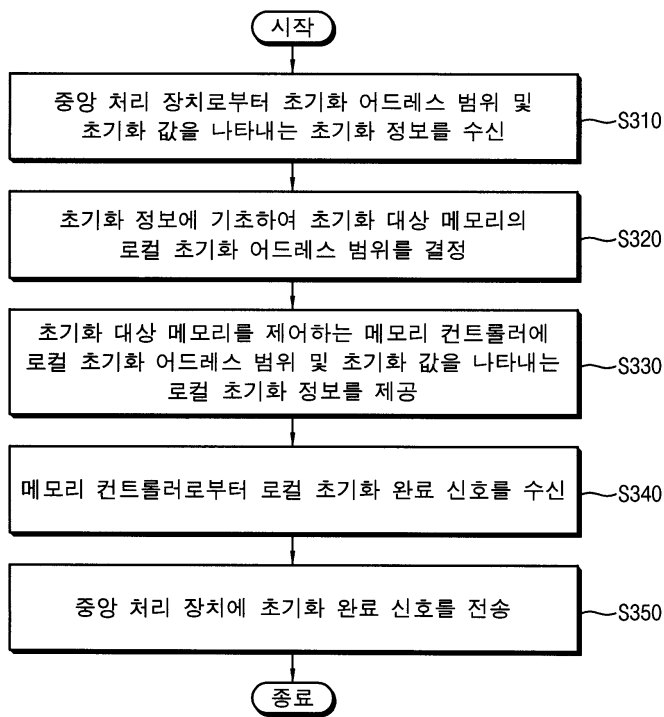 시작
중앙 처리 장치로부터 초기화 어드레스 범위 및
초기화 값을 나타내는 초기화 정보를 수신
S310
초기화 정보에 기초하여 초기화 대상 메모리의
로컬 초기화 어드레스 범위를 결정
S320
초기화 대상 메모리를 제어하는 메모리 컨트롤러에
로컬 초기화 어드레스 범위 및 초기화 값을 나타내는
로컬 초기화 정보를 제공
S330
메모리 컨트롤러로부터 로컬 초기화 완료 신호를 수신
S340
중앙 처리 장치에 초기화 완료 신호를 전송
S350
종료